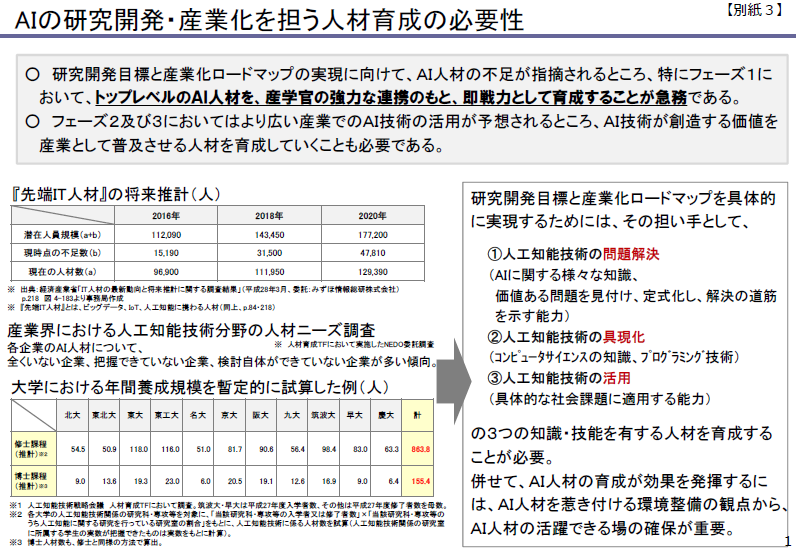 AIの研究開発・産業化を担う人材育成の必要性
【別紙３】
○ 研究開発目標と産業化ロードマップの実現に向けて、AI人材の不足が指摘されるところ、特にフェーズ１に
おいて、トップレベルのAI人材を、産学官の強力な連携のもと、即戦力として育成することが急務である。
○ フェーズ２及び３においてはより広い産業でのAI技術の活用が予想されるところ、AI技術が創造する価値を
産業として普及させる人材を育成していくことも必要である。
『先端IT人材』の将来推計（人）
2016年 2018年 2020年
潜在人員規模(a+b) 112,090 143,450 177,200
現時点の不足数(b) 15,190 31,500 47,810
現在の人材数(a) 96,900 111,950 129,390
※ 出典：経済産業省「IT人材の最新動向と将来推計に関する調査結果」（平成28年3月、委託：みずほ情報総研株式会社）
p.218 図 4-183より事務局作成
※ 『先端IT人材』とは、ビッグデータ、IoT、人工知能に携わる人材（同上、p.84・218）
産業界における人工知能技術分野の人材ニーズ調査
各企業のAI人材について、
※ 人材育成TFにおいて実施したNEDO委託調査
全くいない企業、把握できていない企業、検討自体ができていない企業が多い傾向。
大学における年間養成規模を暫定的に試算した例（人）
北大 東北大 東大 東工大 名大 京大 阪大 九大 筑波大 早大 慶大 計
修士課程
（推計）※2 54.5 50.9 118.0 116.0 51.0 81.7 90.6 56.4 98.4 83.0 63.3 863.8
博士課程
（推計）※3 9.0 13.6 19.3 23.0 6.0 20.5 19.1 12.6 16.9 9.0 6.4 155.4
※１ 人工知能技術戦略会議 人材育成TFにおいて調査。筑波大・早大は平成27年度入学者数、その他は平成27年度修了者数を母数。
※２ 各大学の人工知能技術関係の研究科・専攻等を対象に、「当該研究科・専攻等の入学者又は修了者数」×「当該研究科・専攻等の
うち人工知能に関する研究を行っている研究室の割合」をもとに、人工知能技術に係る人材数を試算（人工知能技術関係の研究室
に所属する学生の実数が把握できたものは実数をもとに計算）。
※３ 博士人材数も、修士と同様の方法で算出。
研究開発目標と産業化ロードマップを具体的
に実現するためには、その担い手として、
①人工知能技術の問題解決
（AIに関する様々な知識、
価値ある問題を見付け、定式化し、解決の道筋
を示す能力）
②人工知能技術の具現化
（ｺﾝﾋﾟｭｰﾀｻｲｴﾝｽの知識、ﾌﾟﾛｸﾞﾗﾐﾝｸﾞ技術）
③人工知能技術の活用
（具体的な社会課題に適用する能力）
の３つの知識・技能を有する人材を育成する
ことが必要。
併せて、AI人材の育成が効果を発揮するに
は、AI人材を惹き付ける環境整備の観点から、
AI人材の活躍できる場の確保が重要。
1